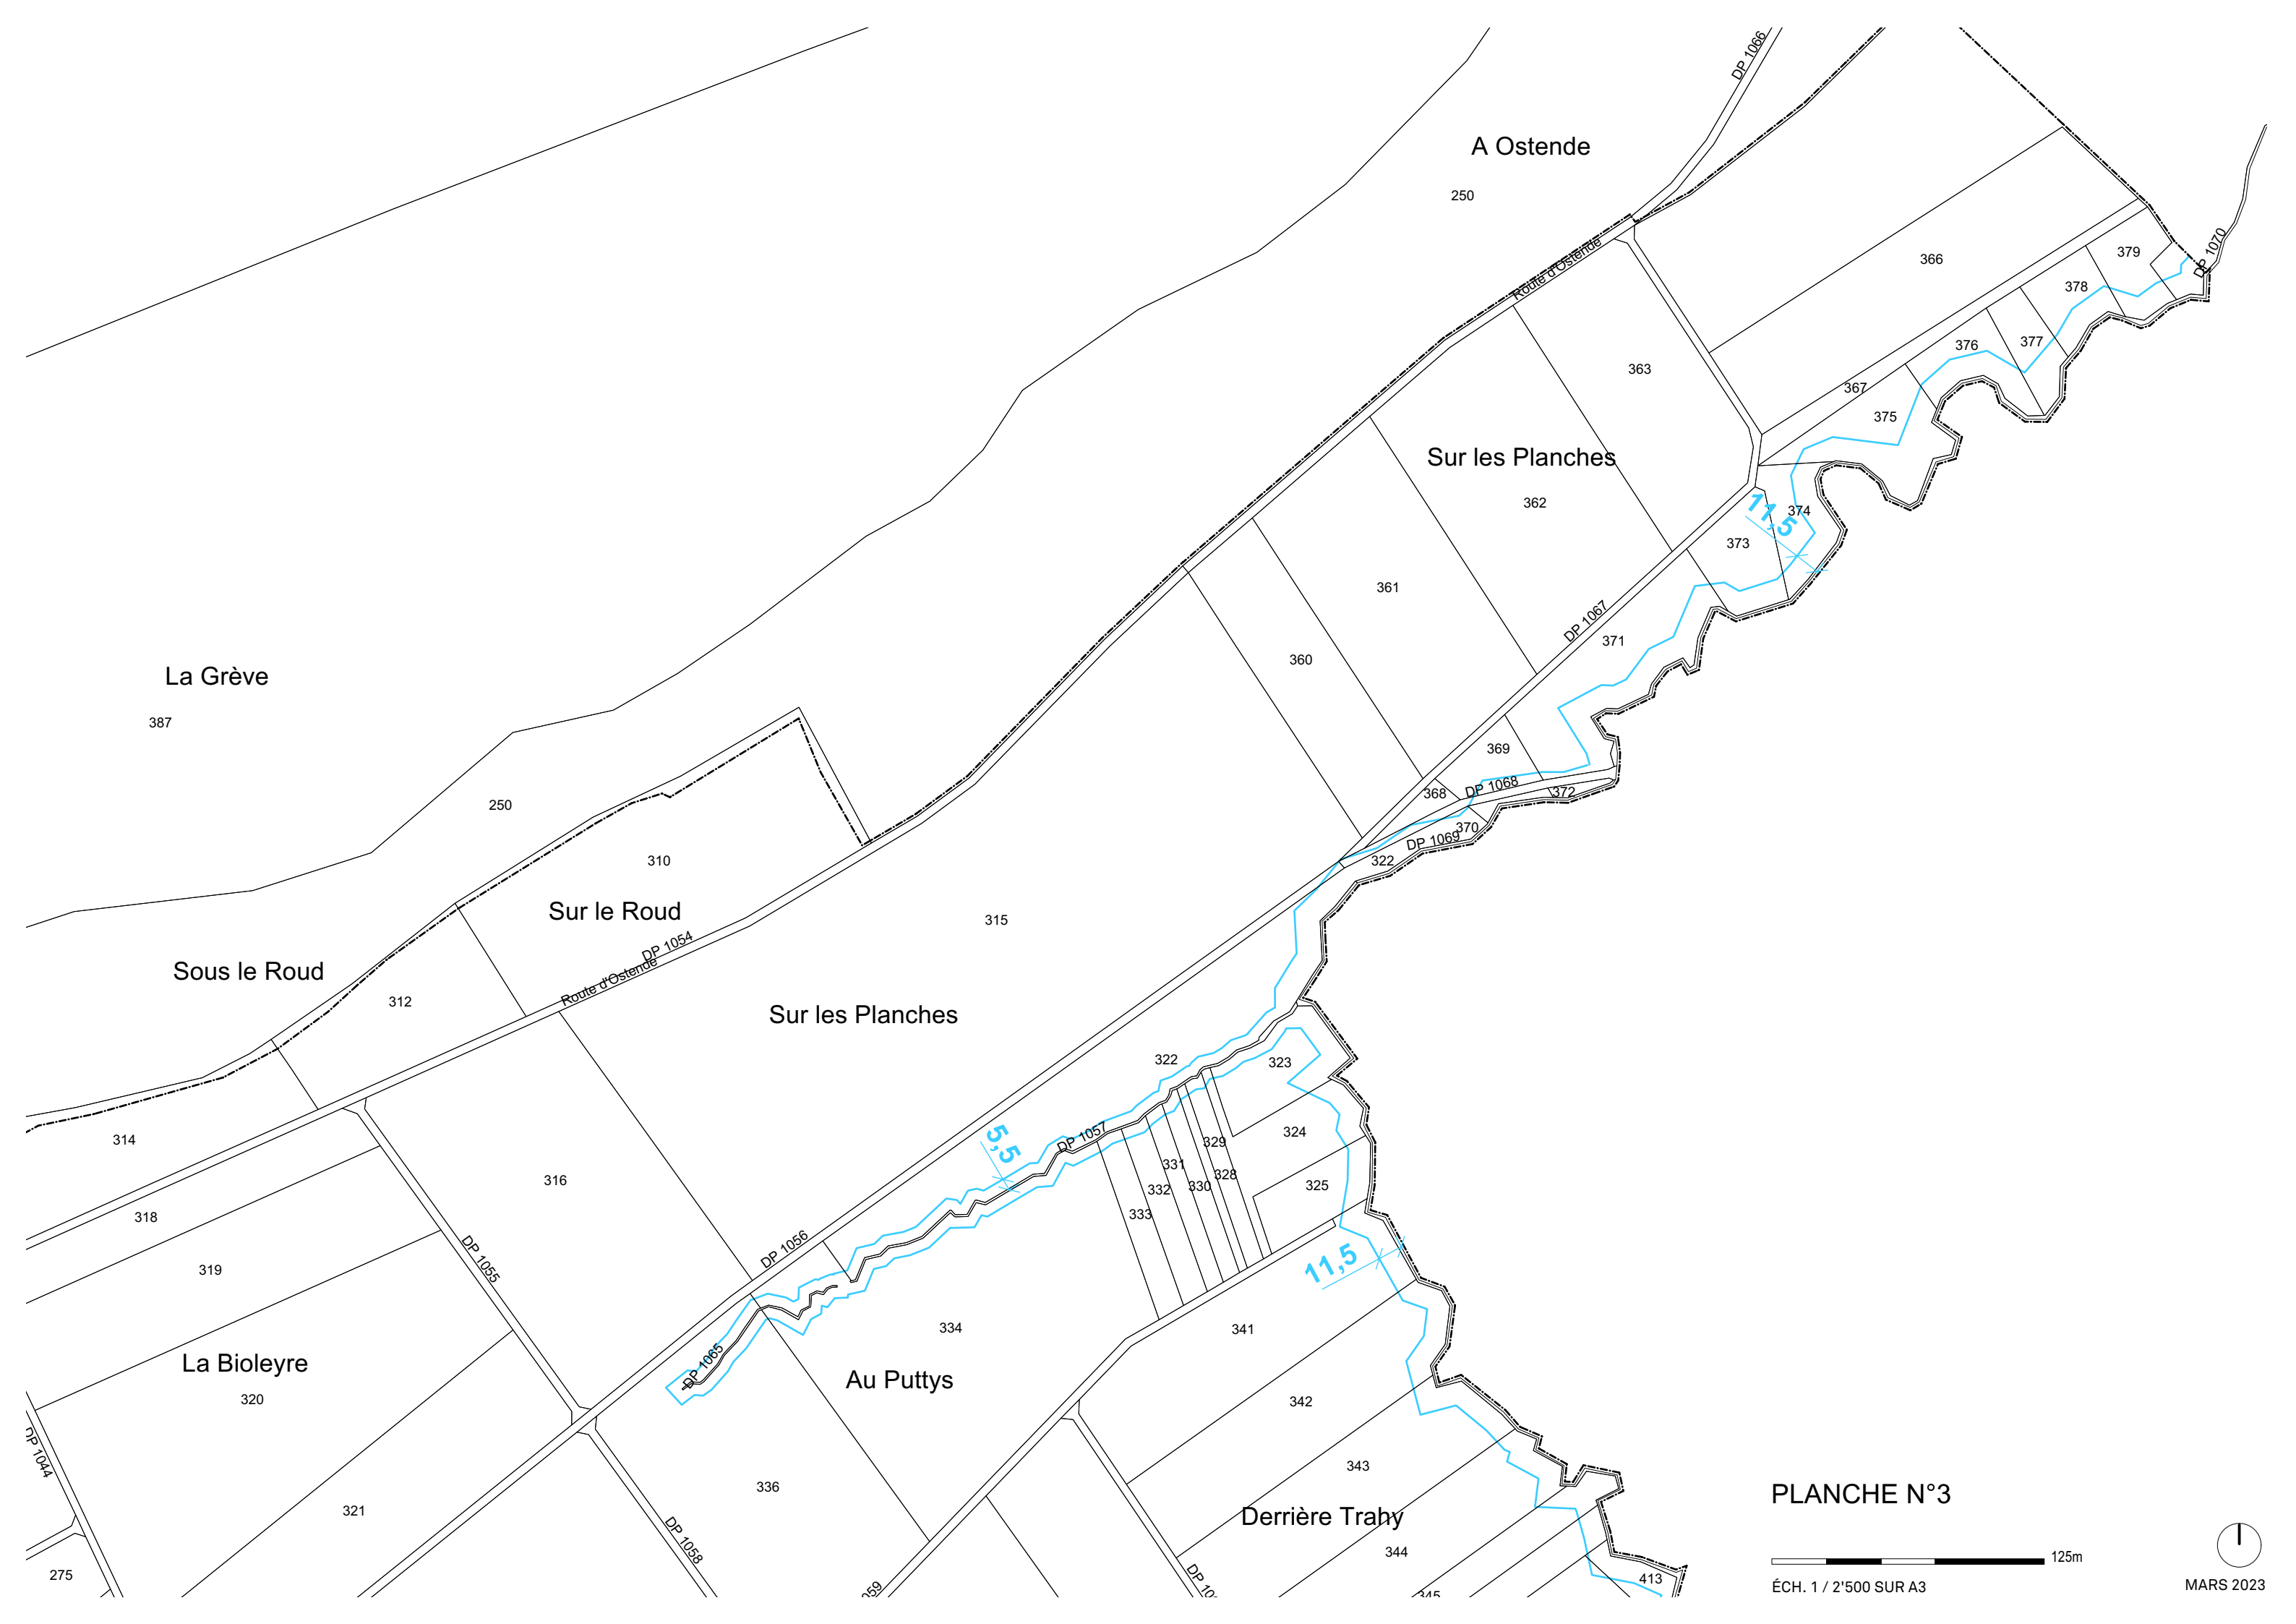 DP 1066
A Ostende
250
379
DP 1070
366
Route d'Ostende
378
376
377
363
367
375
Sur les Planches
362
11,5
374
373
361
DP 1067
371
360
La Grève
387
369
DP 1068
368
372
250
370
DP 1069
310
322
Sur le Roud
315
DP 1054
Route d'Ostende
Sous le Roud
312
Sur les Planches
322
323
314
5,5
DP 1057
324
329
331
328
316
332
330
325
333
318
DP 1056
DP 1055
11,5
319
334
341
DP 1065
La Bioleyre
Au Puttys
320
342
DP 1044
343
336
PLANCHE N°3
321
Derrière Trahy
DP 1058
344
125m
275
413
ÉCH. 1 / 2'500 SUR A3
MARS 2023